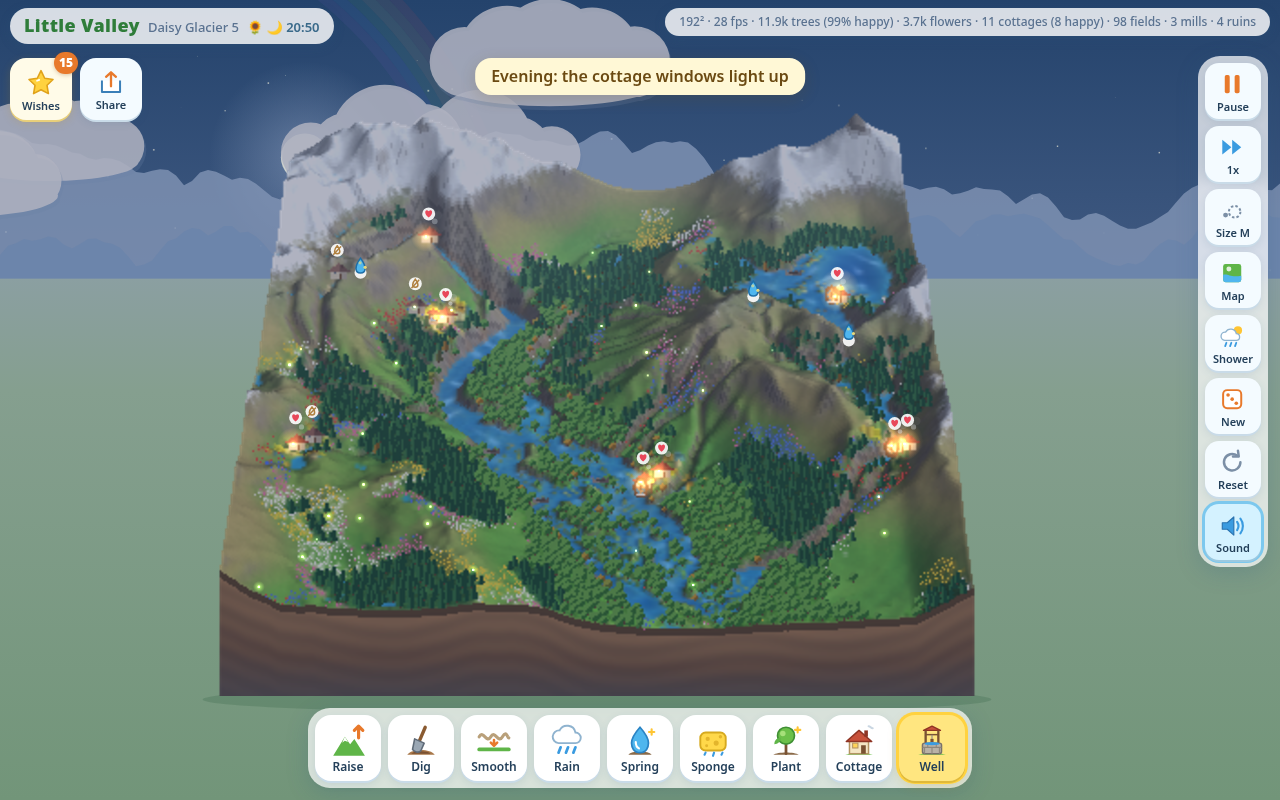 Little Valley Daisy Glacier 5 20:50
192² · 28 fps · 11.9k trees (99% happy) · 3.7k flowers · 11 cottages (8 happy) · 98 fields · 3 mills · 4 ruins
15
Wishes
Share
Evening: the cottage windows light up
Pause
1x
Size M
Map
Shower
New
Reset
Sound
Raise
Dig
Smooth
Rain
Spring
Sponge
Plant
Cottage
Well